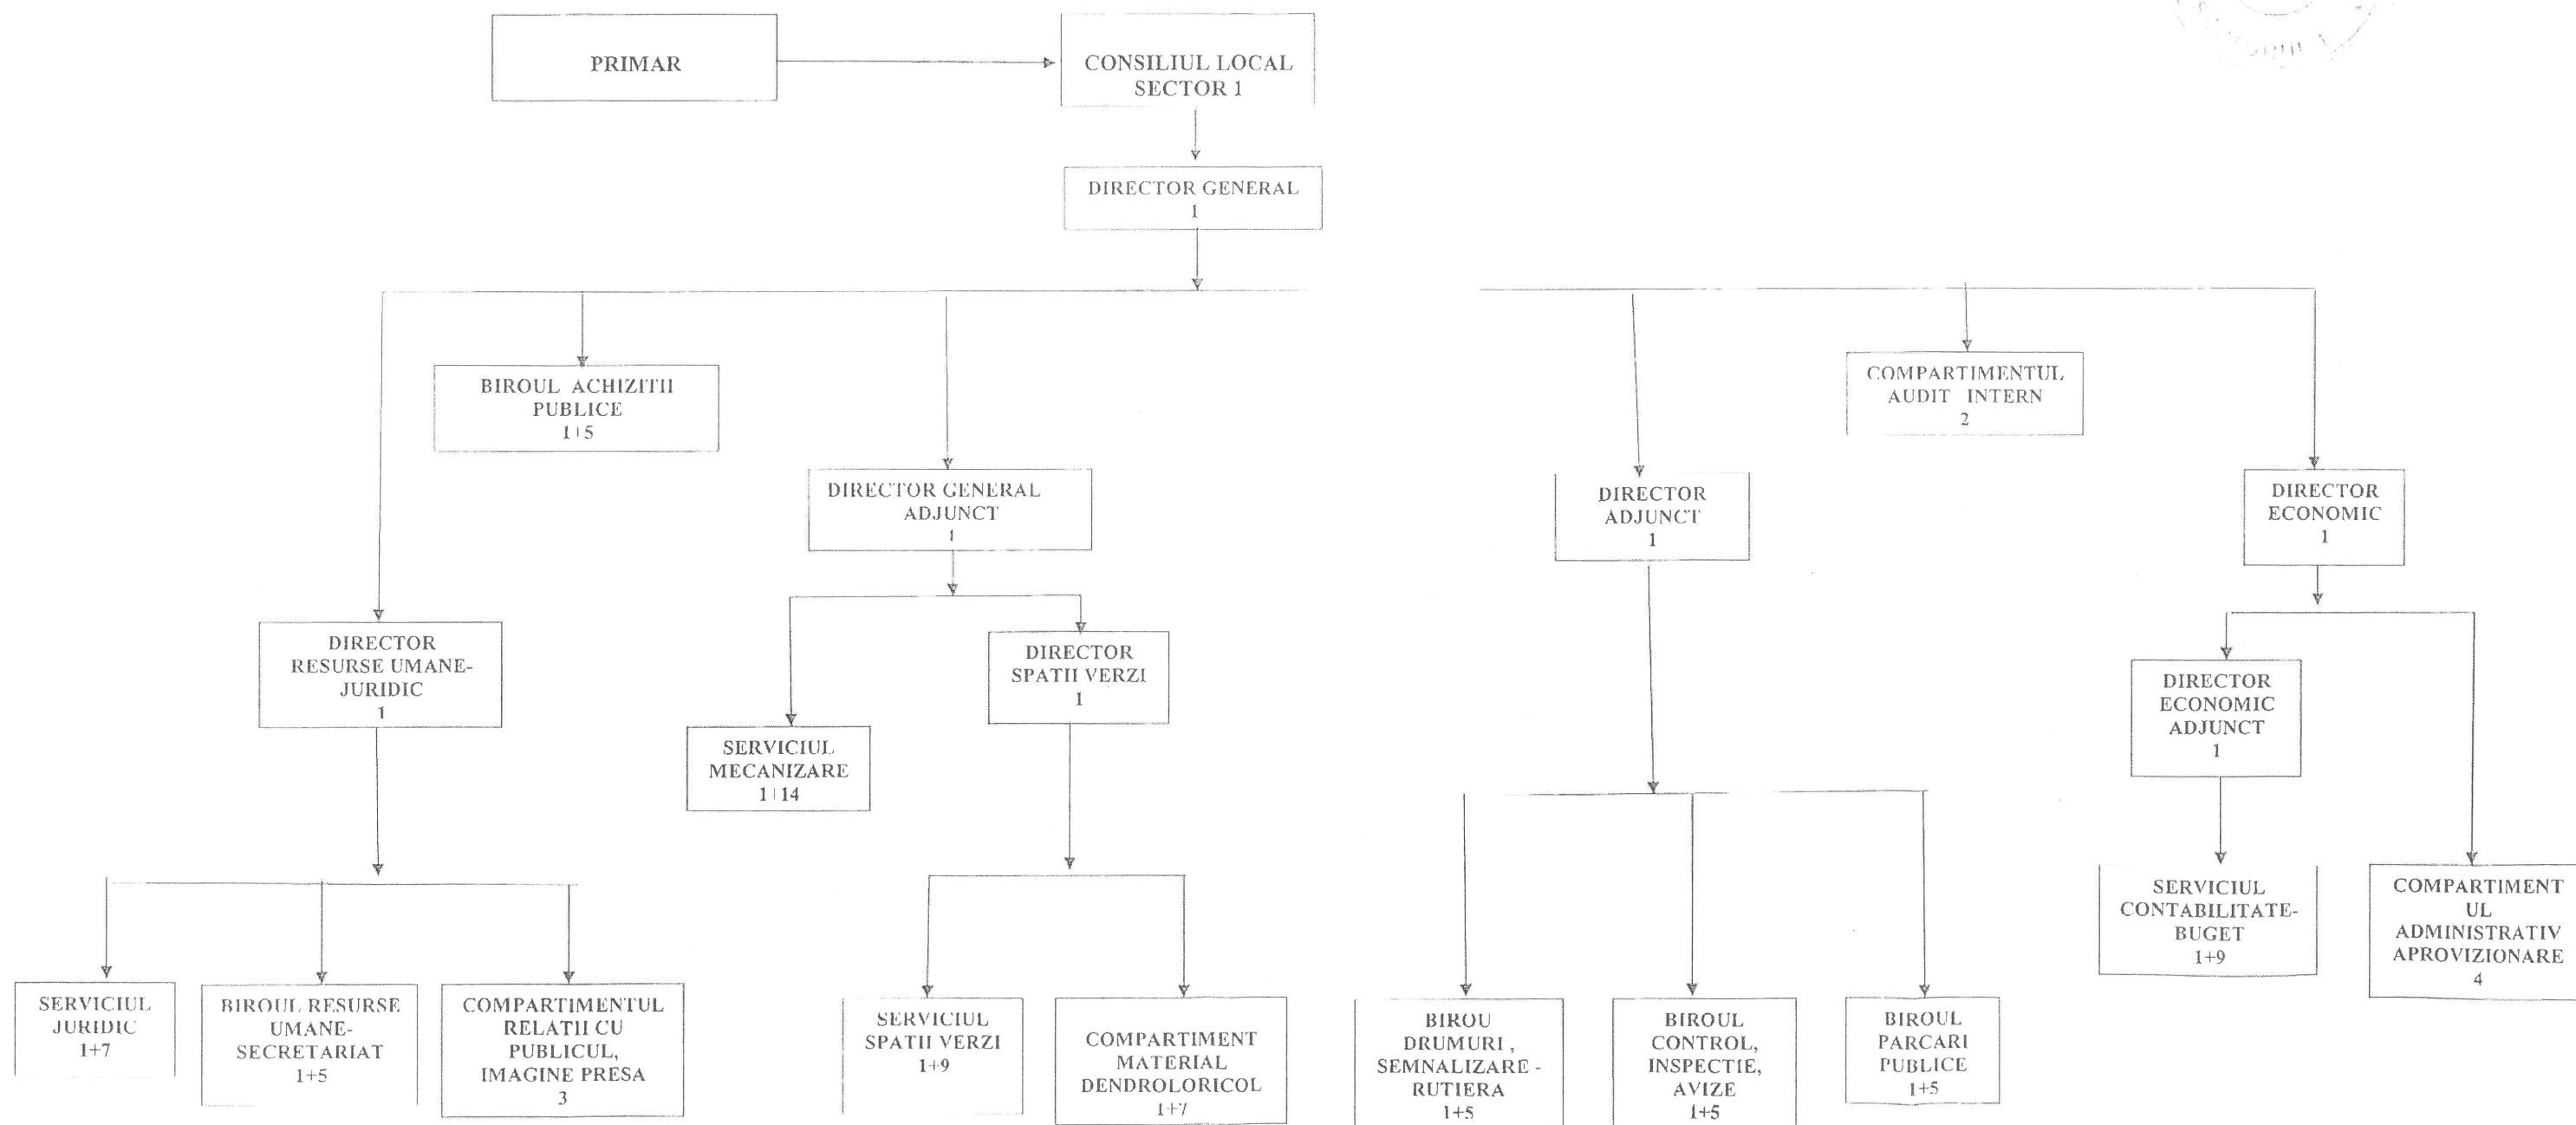 PRIMAR
CONSILIUL LOCAL
SECTOR 1
DIRECTOR GENERAL
1
BIROUL ACHIZITII
PUBLICE
1+5
COMPARTIMENTUL
AUDIT INTERN
2
DIRECTOR GENERAL
ADJUNCT
1
DIRECTOR
ADJUNCT
1
DIRECTOR
ECONOMIC
1
DIRECTOR
RESURSE UMANE-
JURIDIC
1
DIRECTOR
SPATII VERZI
1
DIRECTOR
ECONOMIC
ADJUNCT
1
SERVICIUL
MECANIZARE
1+14
SERVICIUL
CONTABILITATE-
BUGET
1+9
COMPARTIMENT
UL
ADMINISTRATIV
APROVIZIONARE
4
SERVICIUL
JURIDIC
1+7
BIROUL RESURSE
UMANE-
SECRETARIAT
1+5
COMPARTIMENTUL
RELATII CU
PUBLICUL,
IMAGINE PRESA
3
SERVICIUL
SPATII VERZI
1+9
COMPARTIMENT
MATERIAL
DENDROLORICOL
1+7
BIROU
DRUMURI ,
SEMNALIZARE -
RUTIERA
1+5
BIROUL
CONTROL,
INSPECTIE,
AVIZE
1+5
BIROUL
PARCARI
PUBLICE
1+5